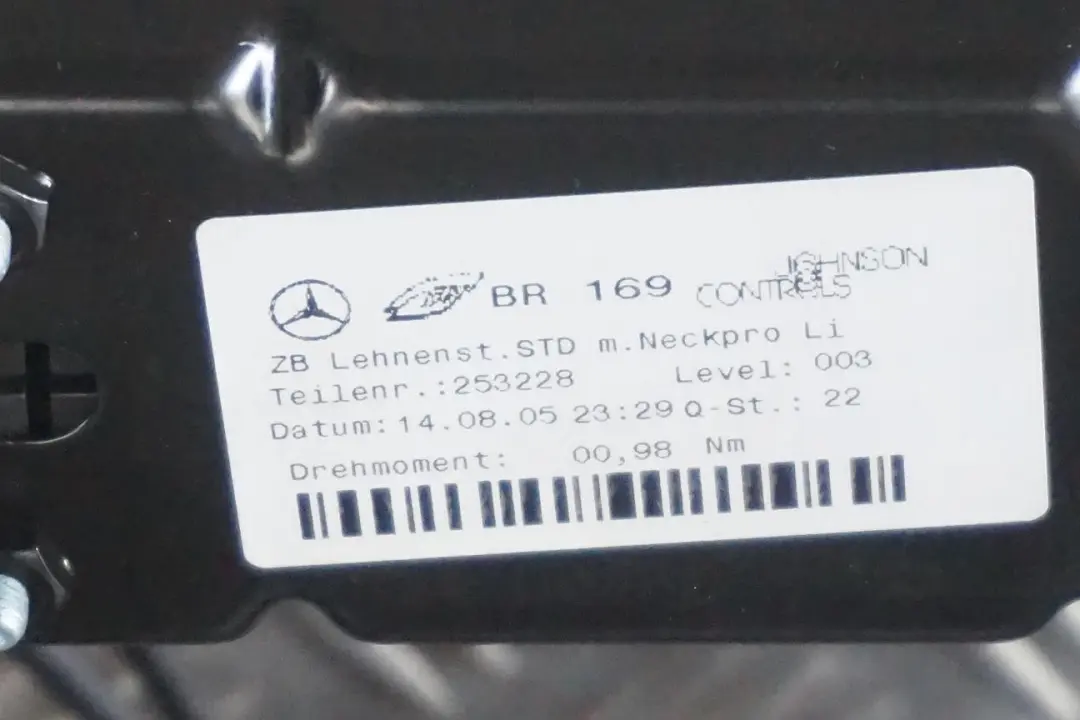 BR 169 JOHNSON CONTROLS
ZB Lehnenst.STD m.Neckpro Li
Teilenr.:253228 Level: 003
Datum:14.08.05 23:29 Q-St.: 22
Drehmoment: 00,98 Nm